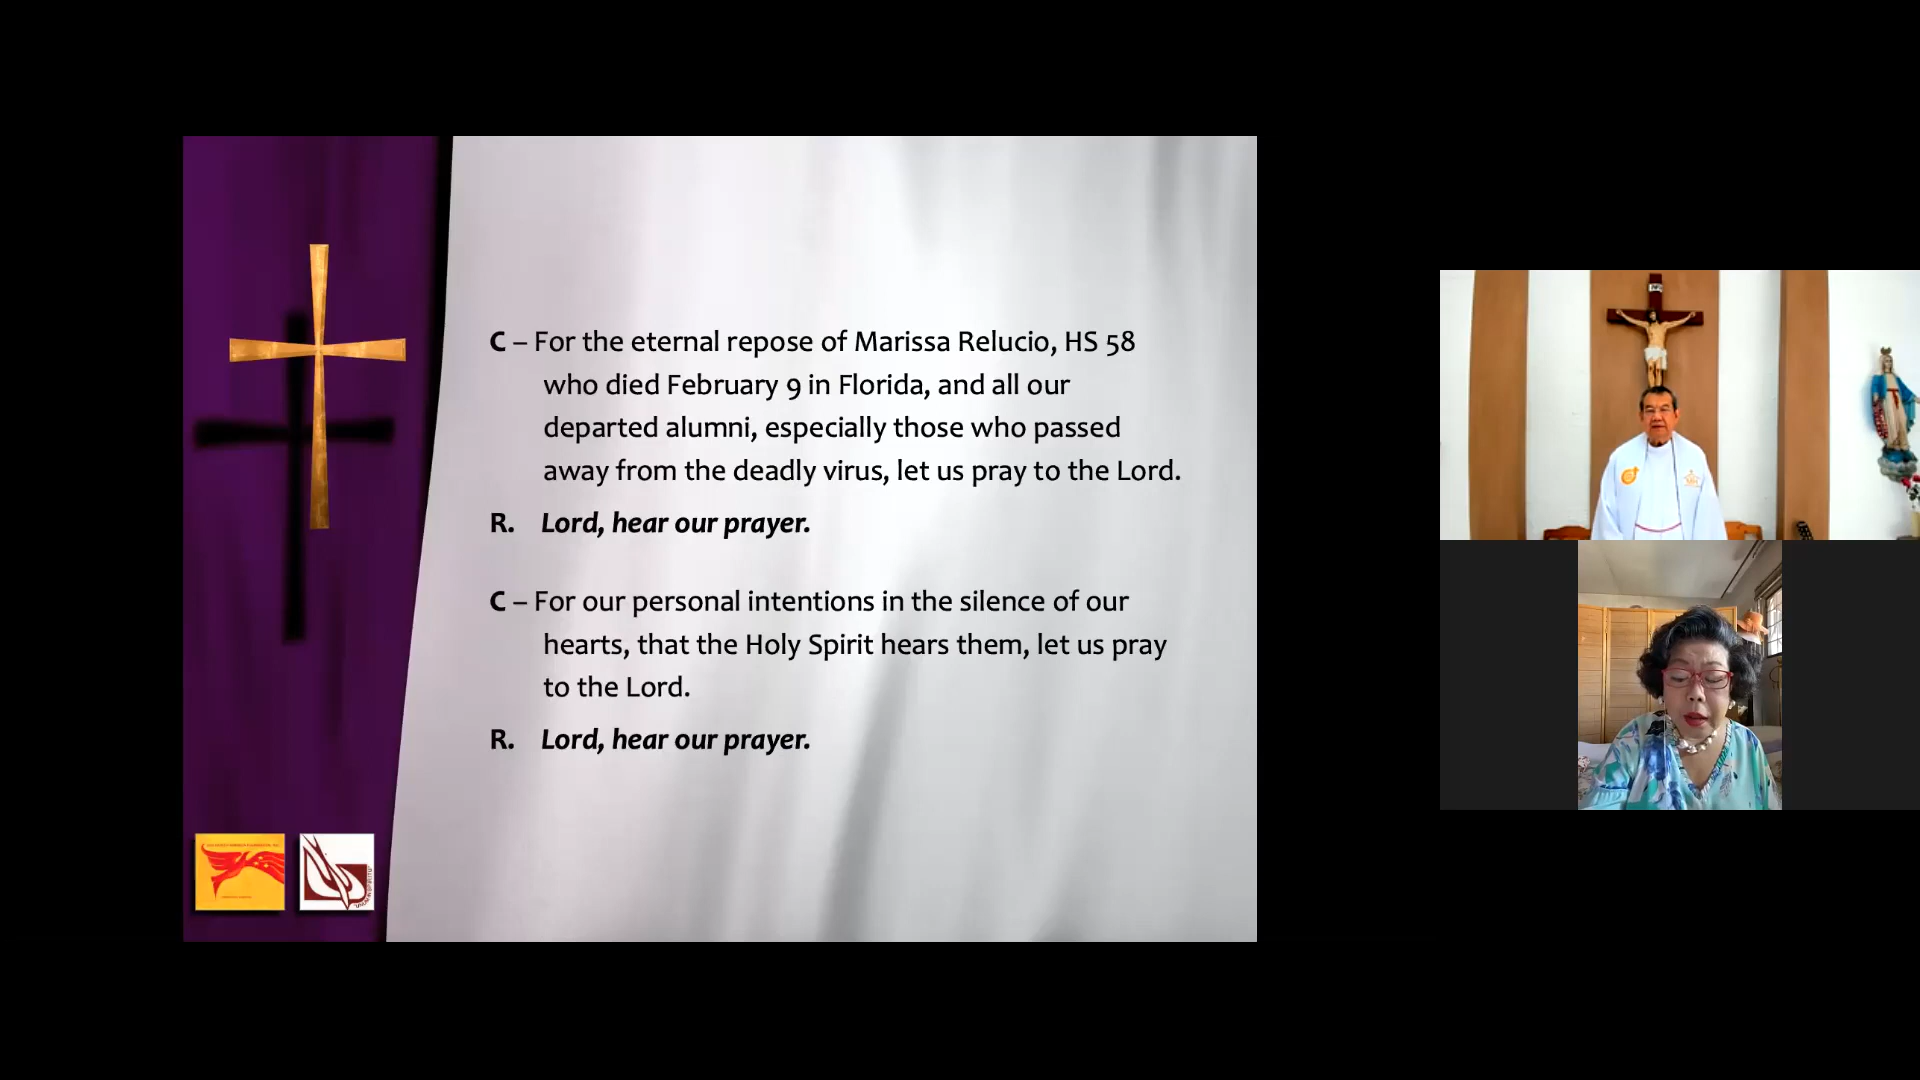 C – For the eternal repose of Marissa Relucio, HS 58
who died February 9 in Florida, and all our
departed alumni, especially those who passed
away from the deadly virus, let us pray to the Lord.
R. Lord, hear our prayer.
C – For our personal intentions in the silence of our
hearts, that the Holy Spirit hears them, let us pray
to the Lord.
R. Lord, hear our prayer.